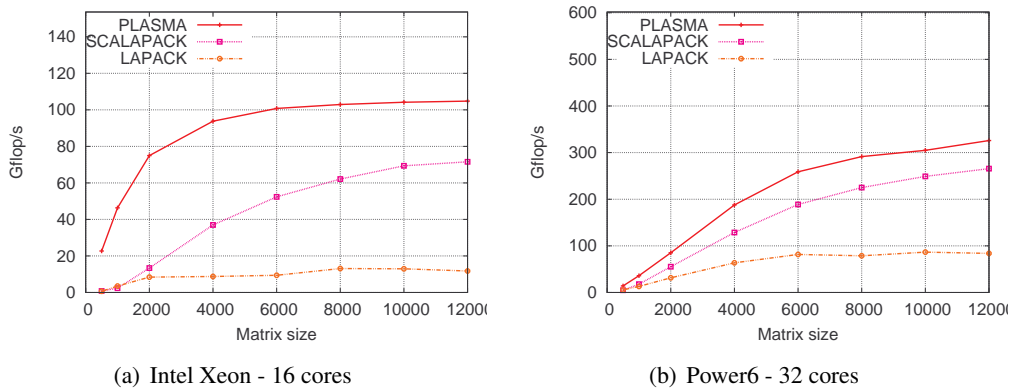 PLASMA
SCALAPACK
LAPACK
140
120
100
80
60
40
20
0
Gflop/s
0 2000 4000 6000 8000 10000 1200
Matrix size
(a) Intel Xeon - 16 cores
PLASMA
SCALAPACK
LAPACK
600
500
400
300
200
100
0
Gflop/s
0 2000 4000 6000 8000 10000 1200
Matrix size
(b) Power6 - 32 cores